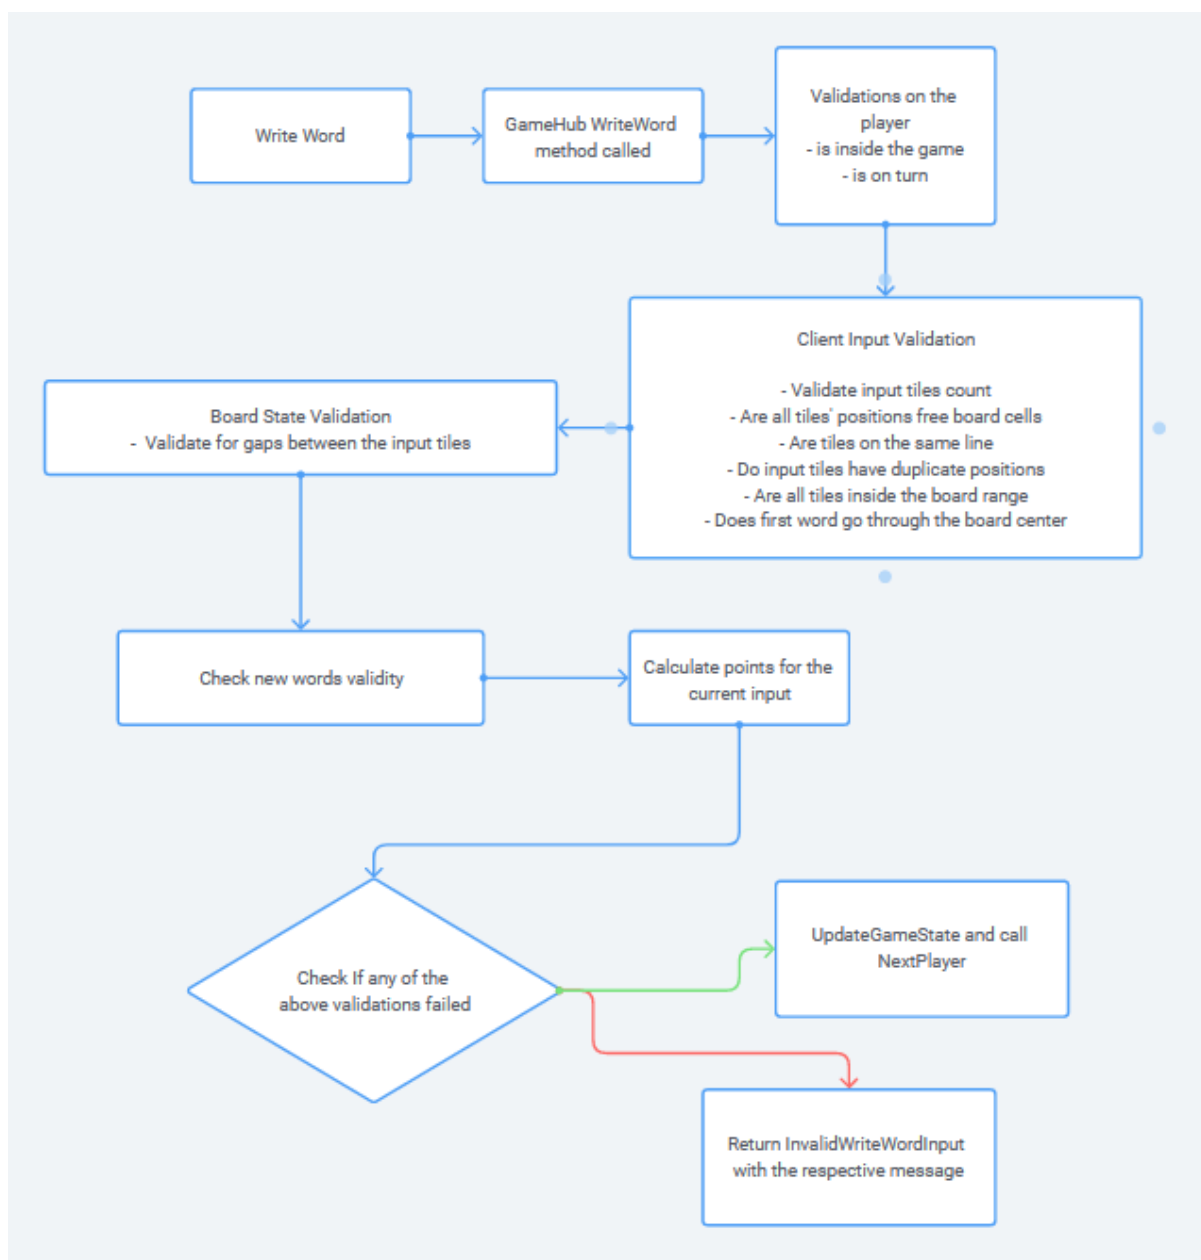 Write Word
GameHub WriteWord
method called
Validations on the
player
- is inside the game
- is on turn
Client Input Validation
- Validate input tiles count
- Are all tiles' positions free board cells
- Are tiles on the same line
- Do input tiles have duplicate positions
- Are all tiles inside the board range
- Does first word go through the board center
Board State Validation
- Validate for gaps between the input tiles
Check new words validity
Calculate points for the
current input
Check If any of the
above validations failed
UpdateGameState and call
NextPlayer
Return InvalidWriteWordInput
with the respective message